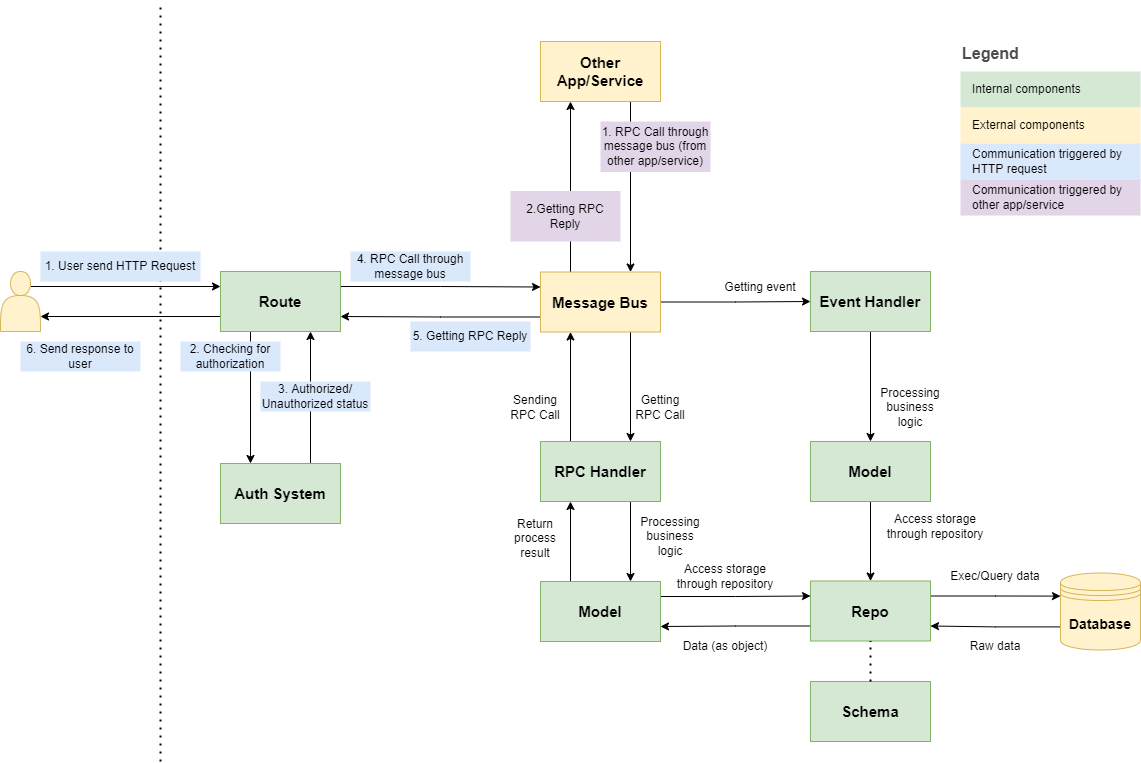 Other
App/Service
Legend
Internal components
External components
Communication triggered by
HTTP request
Communication triggered by
other app/service
1. RPC Call through
message bus (from
other app/service)
2.Getting RPC
Reply
1. User send HTTP Request
4. RPC Call through
message bus
Route
Message Bus
Getting event
Event Handler
5. Getting RPC Reply
6. Send response to
user
2. Checking for
authorization
3. Authorized/
Unauthorized status
Sending
RPC Call
Getting
RPC Call
Processing
business
logic
Auth System
RPC Handler
Model
Return
process
result
Processing
business
logic
Access storage
through repository
Access storage
through repository
Exec/Query data
Model
Repo
Database
Data (as object)
Raw data
Schema